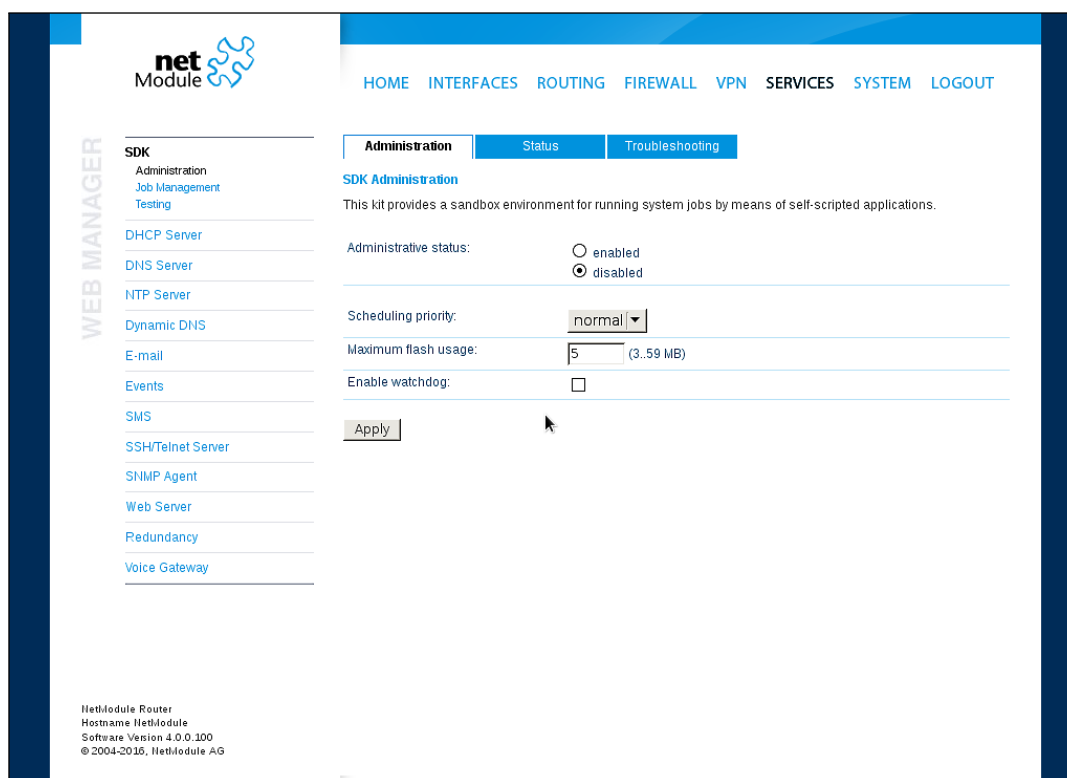 net
Module
HOME INTERFACES ROUTING FIREWALL VPN SERVICES SYSTEM LOGOUT
WEB MANAGER
SDK
Administration
Job Management
Testing
DHCP Server
DNS Server
NTP Server
Dynamic DNS
E-mail
Events
SMS
SSH/Telnet Server
SNMP Agent
Web Server
Redundancy
Voice Gateway
Administration Status Troubleshooting
SDK Administration
This kit provides a sandbox environment for running system jobs by means of self-scripted applications.
Administrative status:
enabled
disabled
Scheduling priority: normal
Maximum flash usage: 5 (3..59 MB)
Enable watchdog:
Apply
NetModule Router
Hostname NetModule
Software Version 4.0.0.100
© 2004-2016, NetModule AG